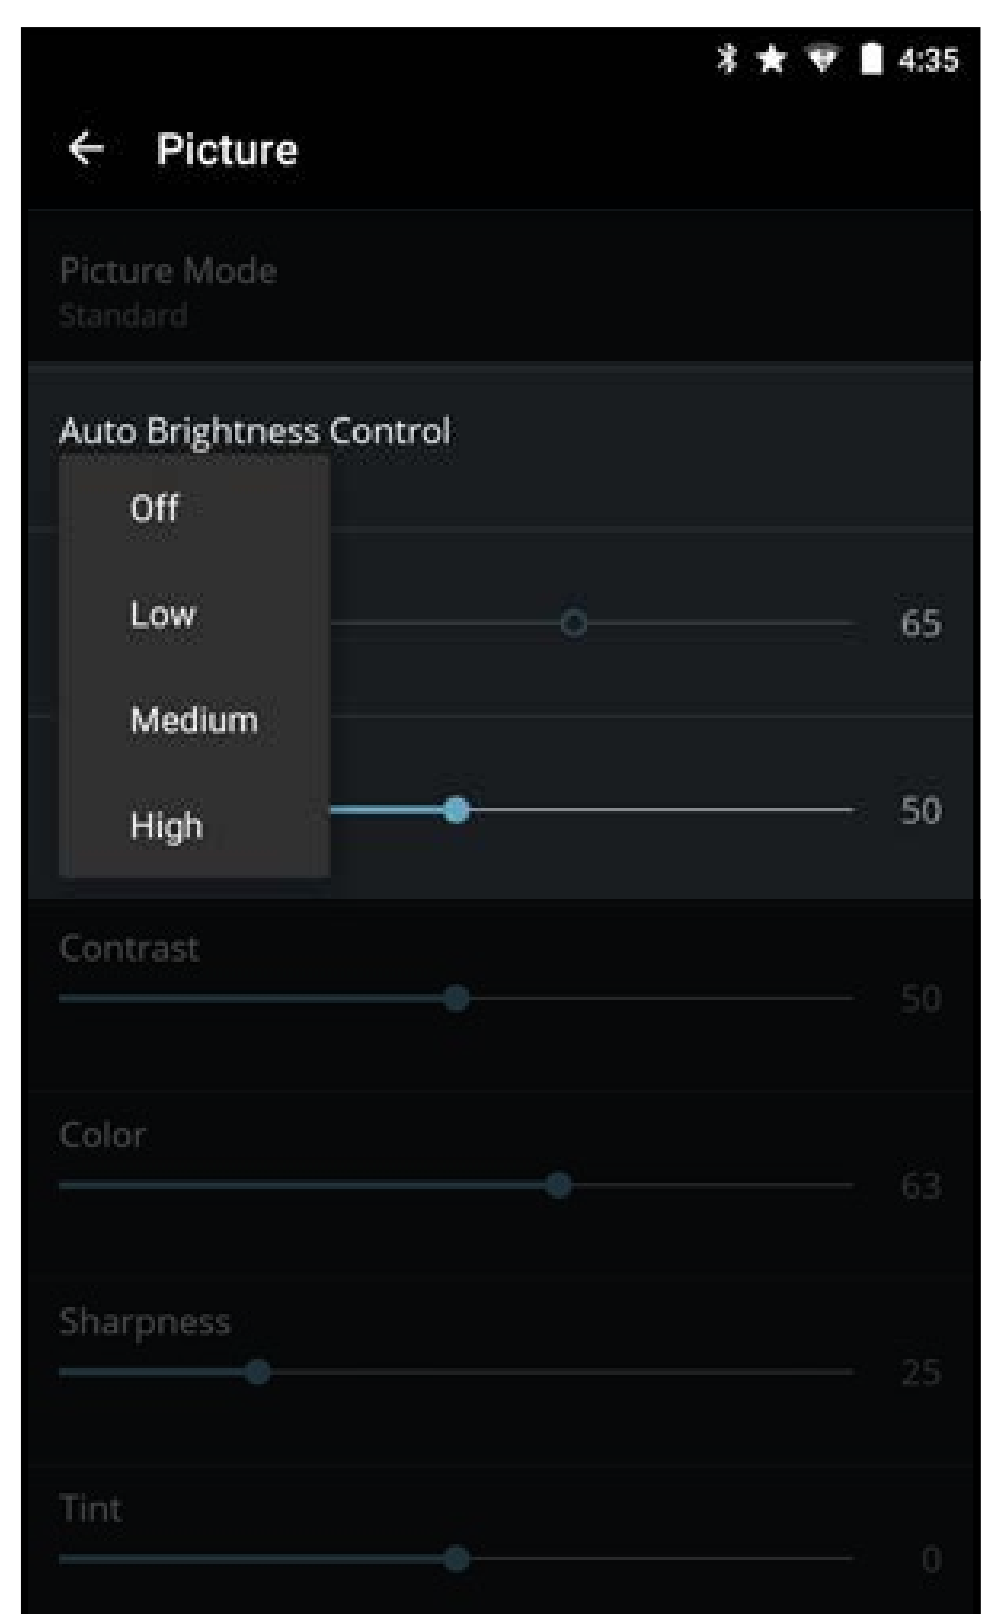 4:35
Picture
Picture Mode
Standard
Auto Brightness Control
Off
Low
65
Medium
High
50
Contrast
50
Color
63
Sharpness
25
Tint
0